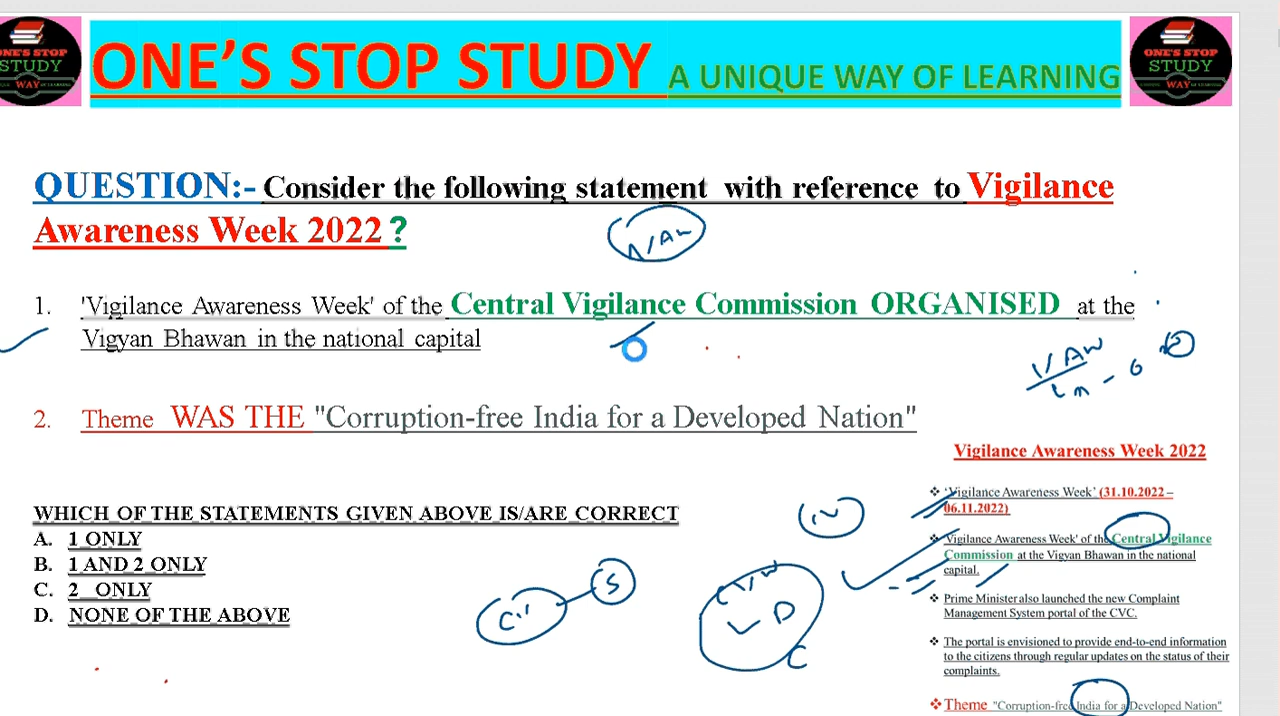 ONE'S STOP STUDY A UNIQUE WAY OF LEARNING
ONE'S STOP
STUDY
WAY OF LEARNING
ONE'S STOP
STUDY
WAY OF LEARNING
QUESTION:- Consider the following statement with reference to Vigilance
Awareness Week 2022 ?
1. 'Vigilance Awareness Week' of the Central Vigilance Commission ORGANISED at the
Vigyan Bhawan in the national capital
VAW
2. Theme WAS THE "Corruption-free India for a Developed Nation"
Vigilance Awareness Week 2022
WHICH OF THE STATEMENTS GIVEN ABOVE IS/ARE CORRECT
A. 1 ONLY
B. 1 AND 2 ONLY
C. 2 ONLY
D. NONE OF THE ABOVE
❖ 'Vigilance Awareness Week' (31.10.2022 –
06.11.2022)
❖ Vigilance Awareness Week' of the Central Vigilance
Commission at the Vigyan Bhawan in the national
capital.
❖ Prime Minister also launched the new Complaint
Management System portal of the CVC.
❖ The portal is envisioned to provide end-to-end information
to the citizens through regular updates on the status of their
complaints.
❖ Theme "Corruption-free India for a Developed Nation"